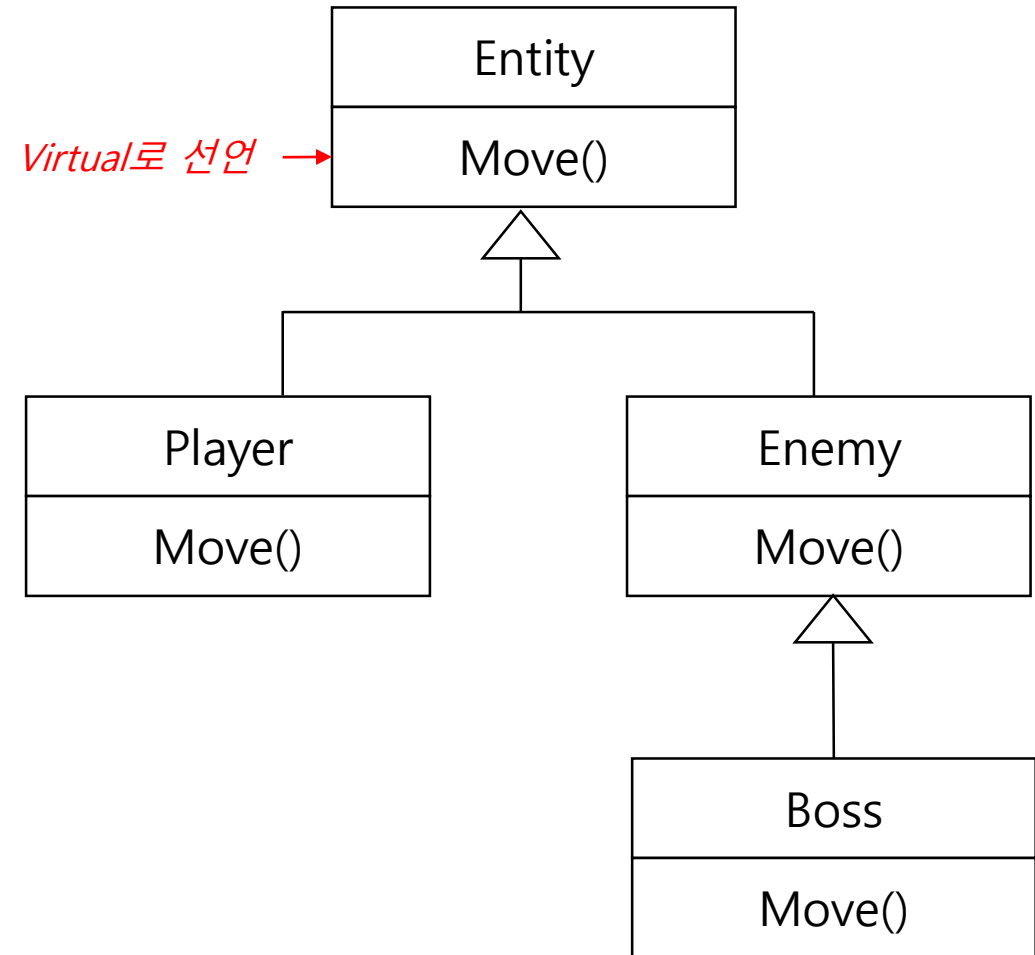 Entity
Virtual로 선언
Move()
Player
Enemy
Move()
Move()
Boss
Move()